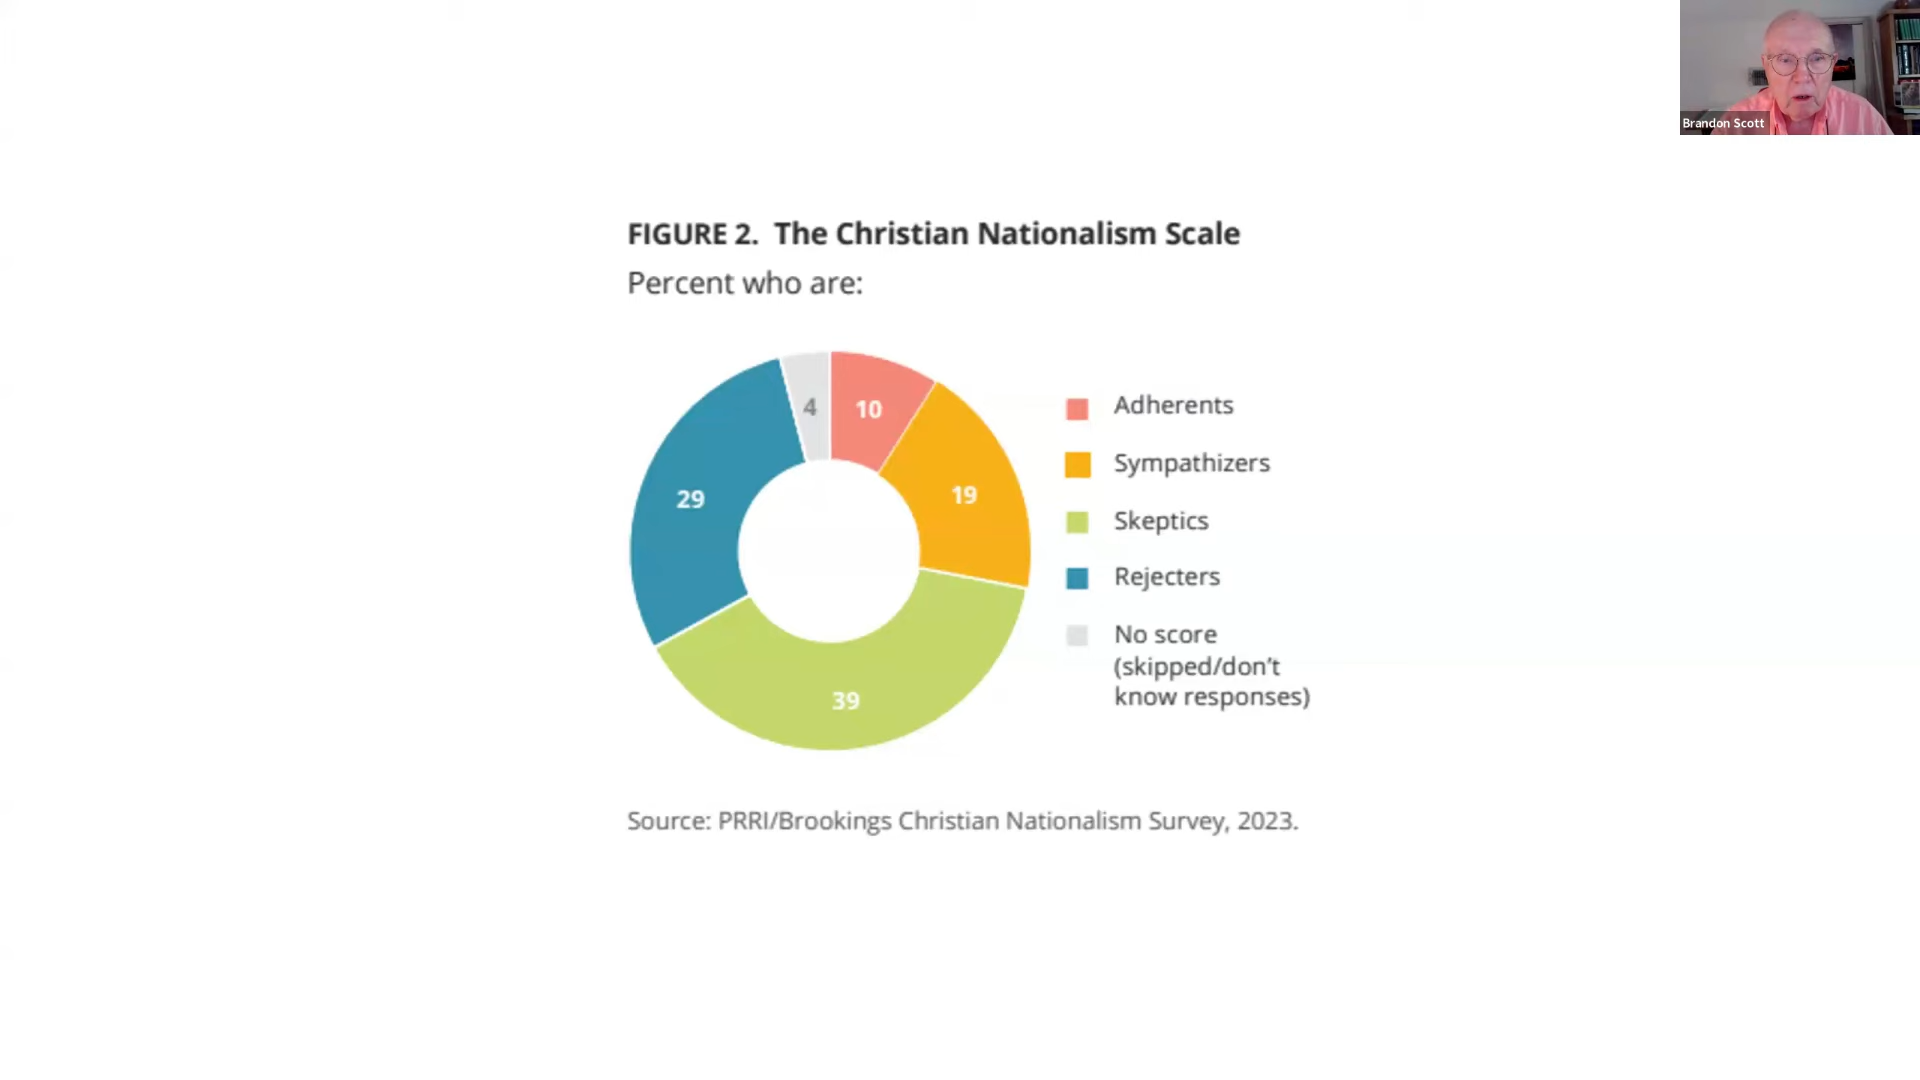 Brandon Scott
FIGURE 2. The Christian Nationalism Scale
Percent who are:
4
10
29
19
39
Adherents
Sympathizers
Skeptics
Rejecters
No score
(skipped/don't
know responses)
Source: PRRI/Brookings Christian Nationalism Survey, 2023.